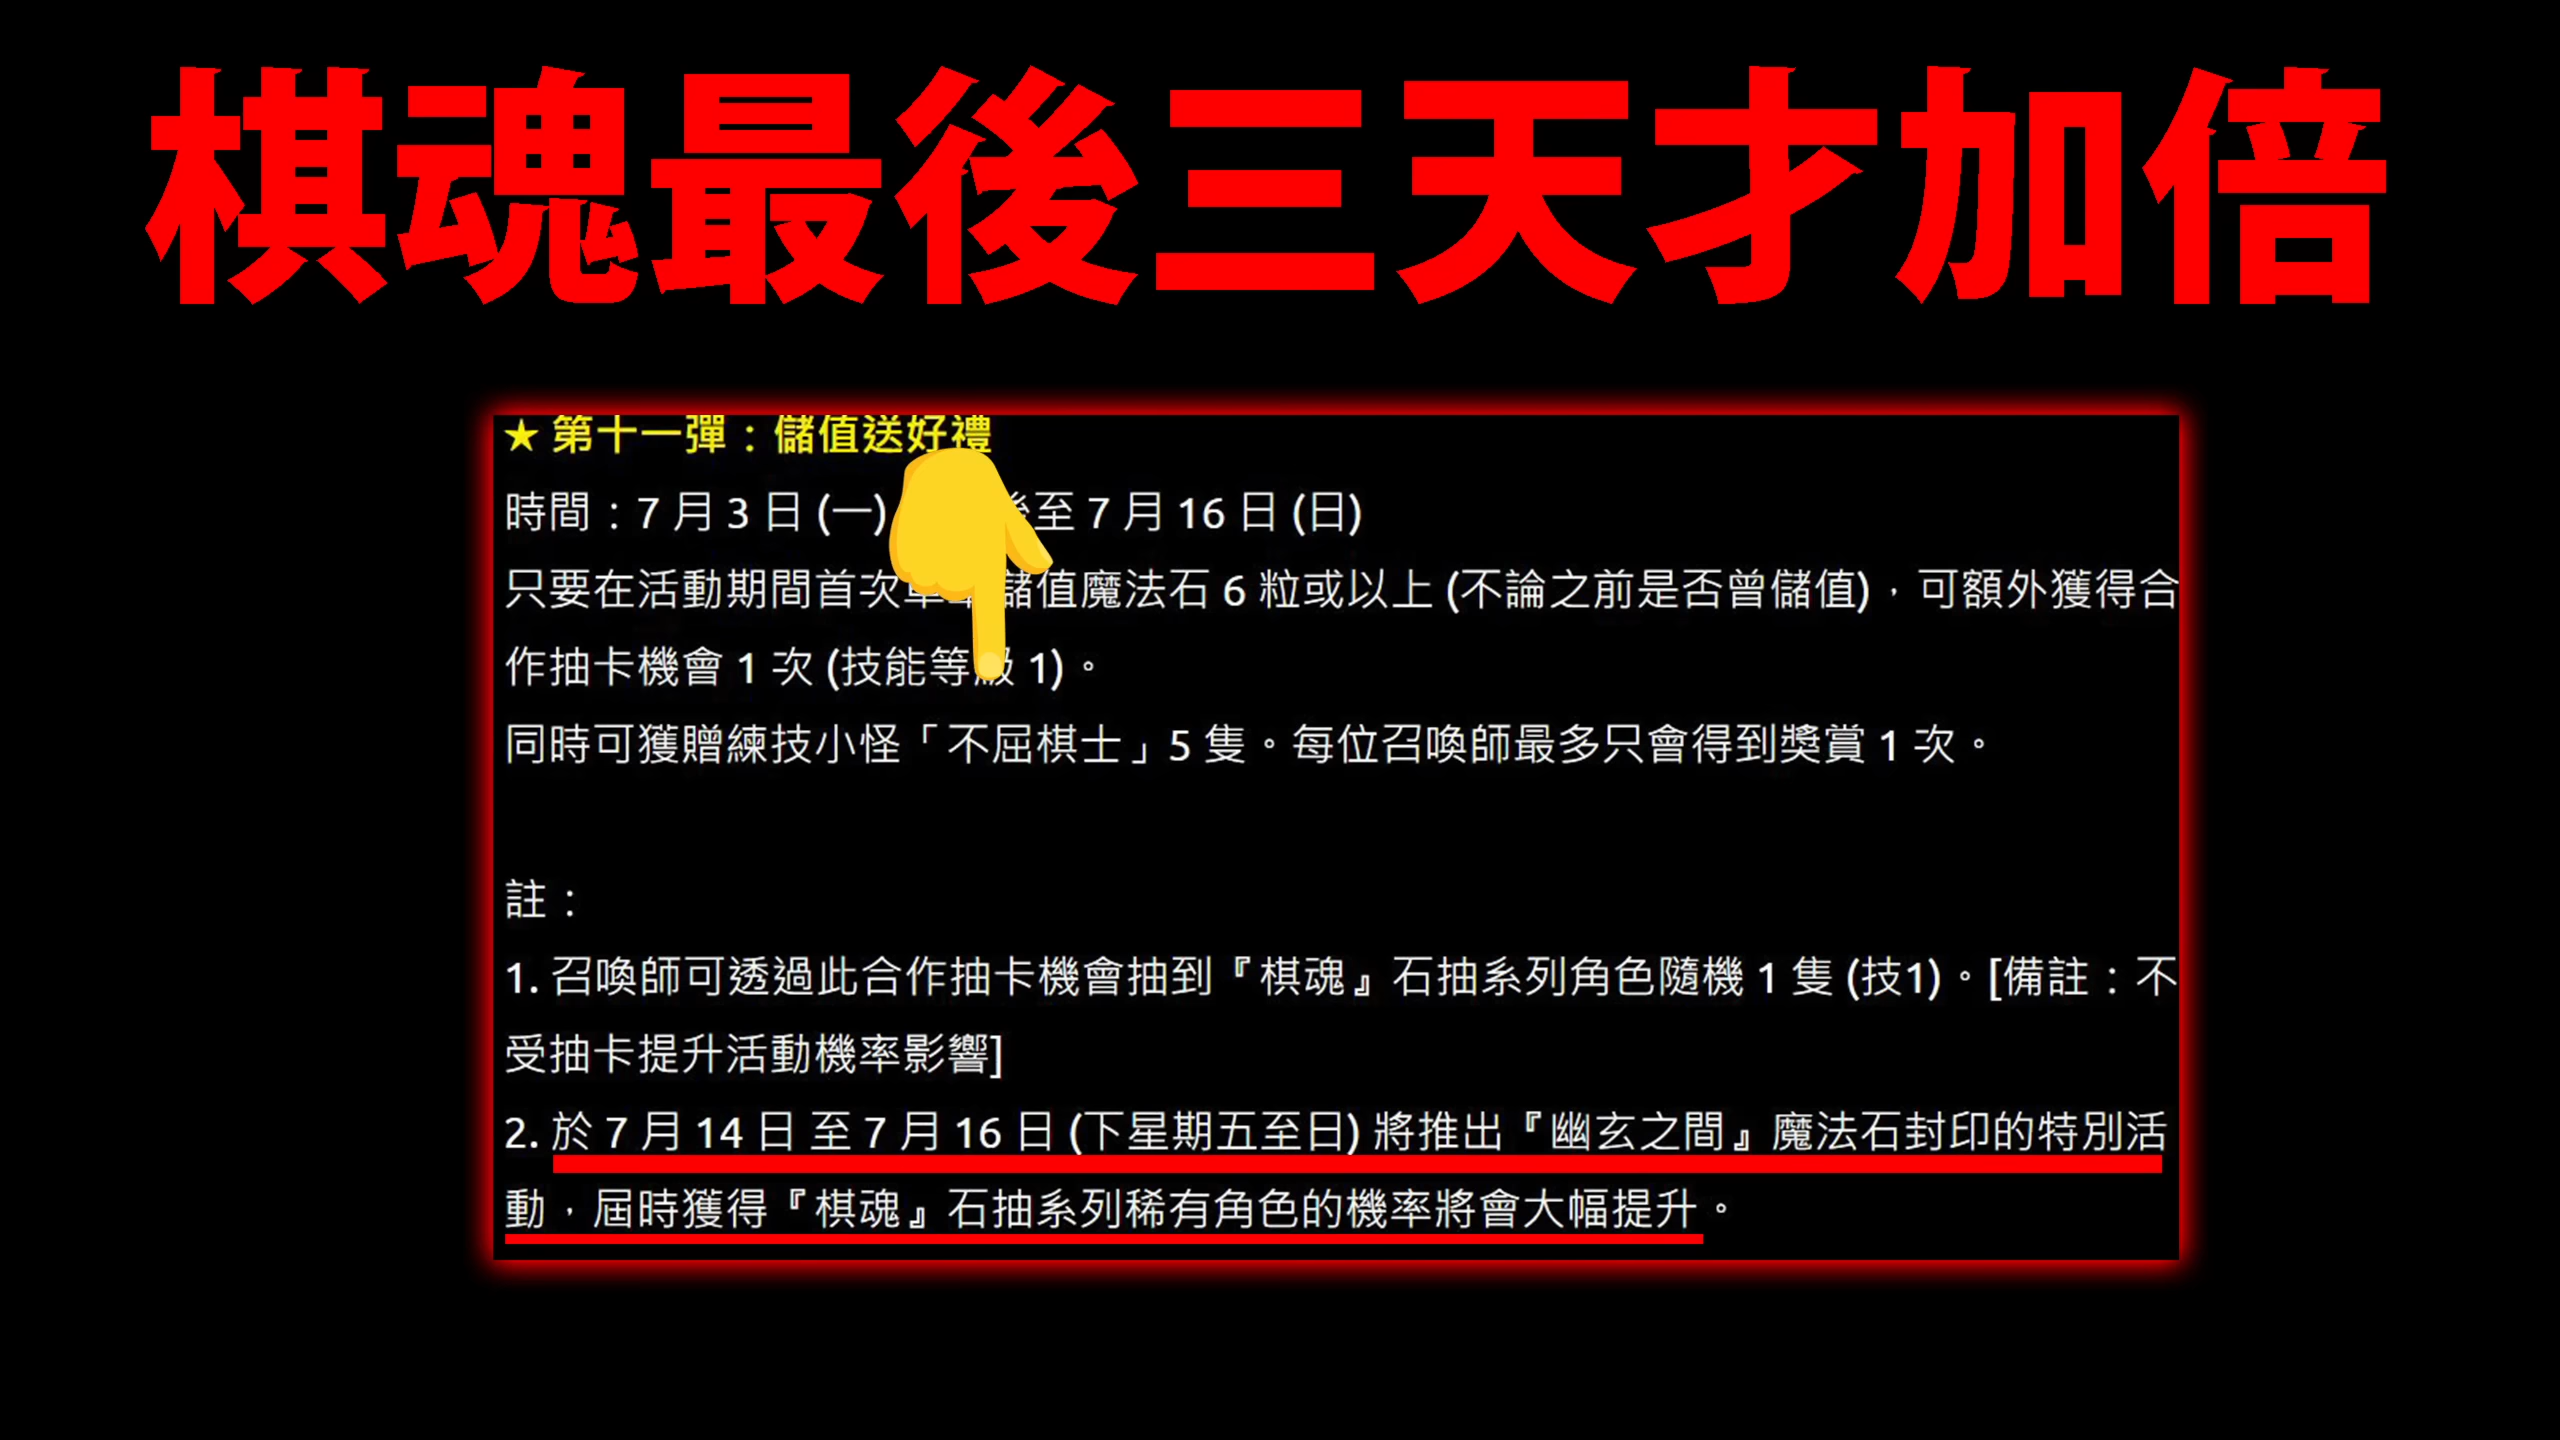 棋魂最後三天才加倍
★ 第十一彈：儲值送好禮
時間：7 月 3 日 (一) 後至 7 月 16 日 (日)
只要在活動期間首次 儲值魔法石 6 粒或以上 (不論之前是否曾儲值)，可額外獲得合
作抽卡機會 1 次 (技能等級 1)。
同時可獲贈練技小怪「不屈棋士」5 隻。每位召喚師最多只會得到獎賞 1 次。
註：
1. 召喚師可透過此合作抽卡機會抽到『棋魂』石抽系列角色隨機 1 隻 (技1)。[備註：不
受抽卡提升活動機率影響]
2. 於 7 月 14 日 至 7 月 16 日 (下星期五至日) 將推出『幽玄之間』魔法石封印的特別活
動，屆時獲得『棋魂』石抽系列稀有角色的機率將會大幅提升。